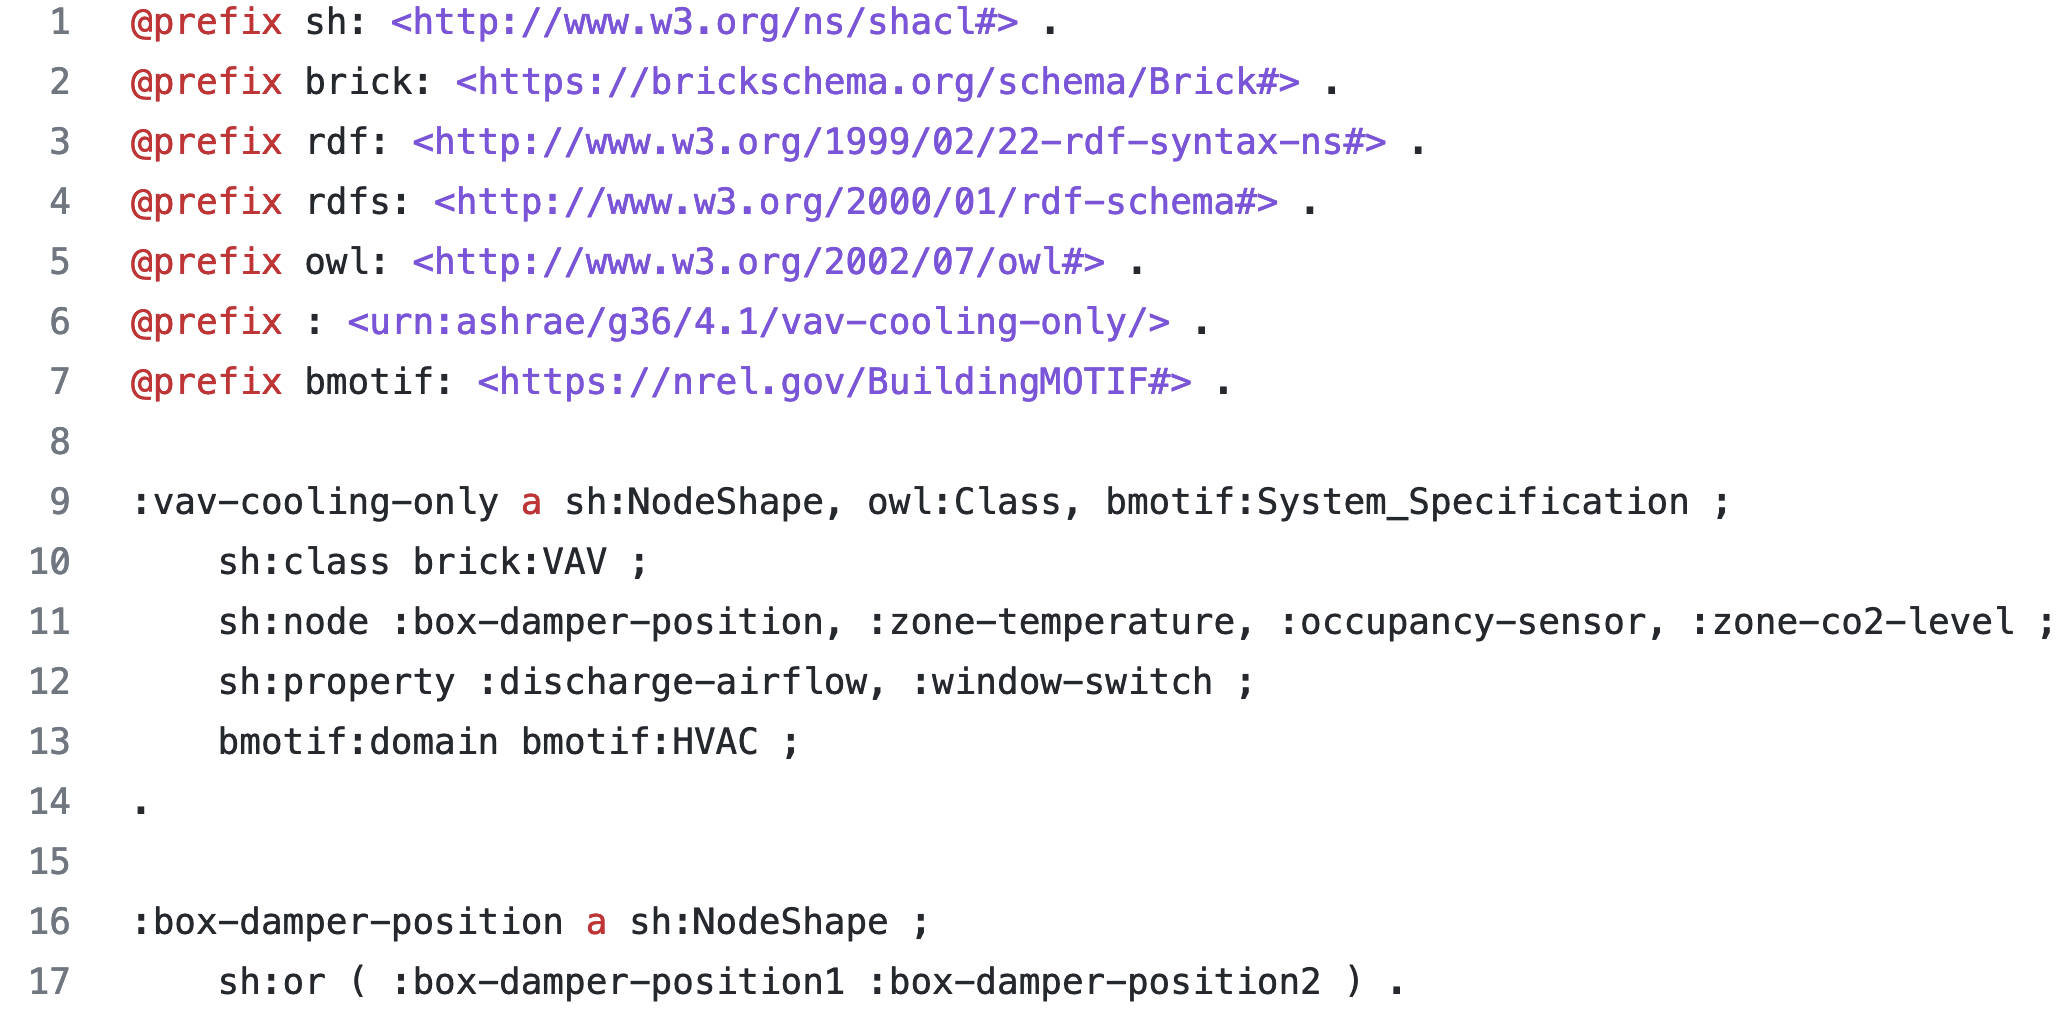 1 @prefix sh: <http://www.w3.org/ns/shacl#> .
2 @prefix brick: <https://brickschema.org/schema/Brick#> .
3 @prefix rdf: <http://www.w3.org/1999/02/22-rdf-syntax-ns#> .
4 @prefix rdfs: <http://www.w3.org/2000/01/rdf-schema#> .
5 @prefix owl: <http://www.w3.org/2002/07/owl#> .
6 @prefix : <urn:ashrae/g36/4.1/vav-cooling-only/> .
7 @prefix bmotif: <https://nrel.gov/BuildingMOTIF#> .
8
9 :vav-cooling-only a sh:NodeShape, owl:Class, bmotif:System_Specification ;
10     sh:class brick:VAV ;
11     sh:node :box-damper-position, :zone-temperature, :occupancy-sensor, :zone-co2-level ;
12     sh:property :discharge-airflow, :window-switch ;
13     bmotif:domain bmotif:HVAC ;
14 .
15
16 :box-damper-position a sh:NodeShape ;
17     sh:or ( :box-damper-position1 :box-damper-position2 ) .